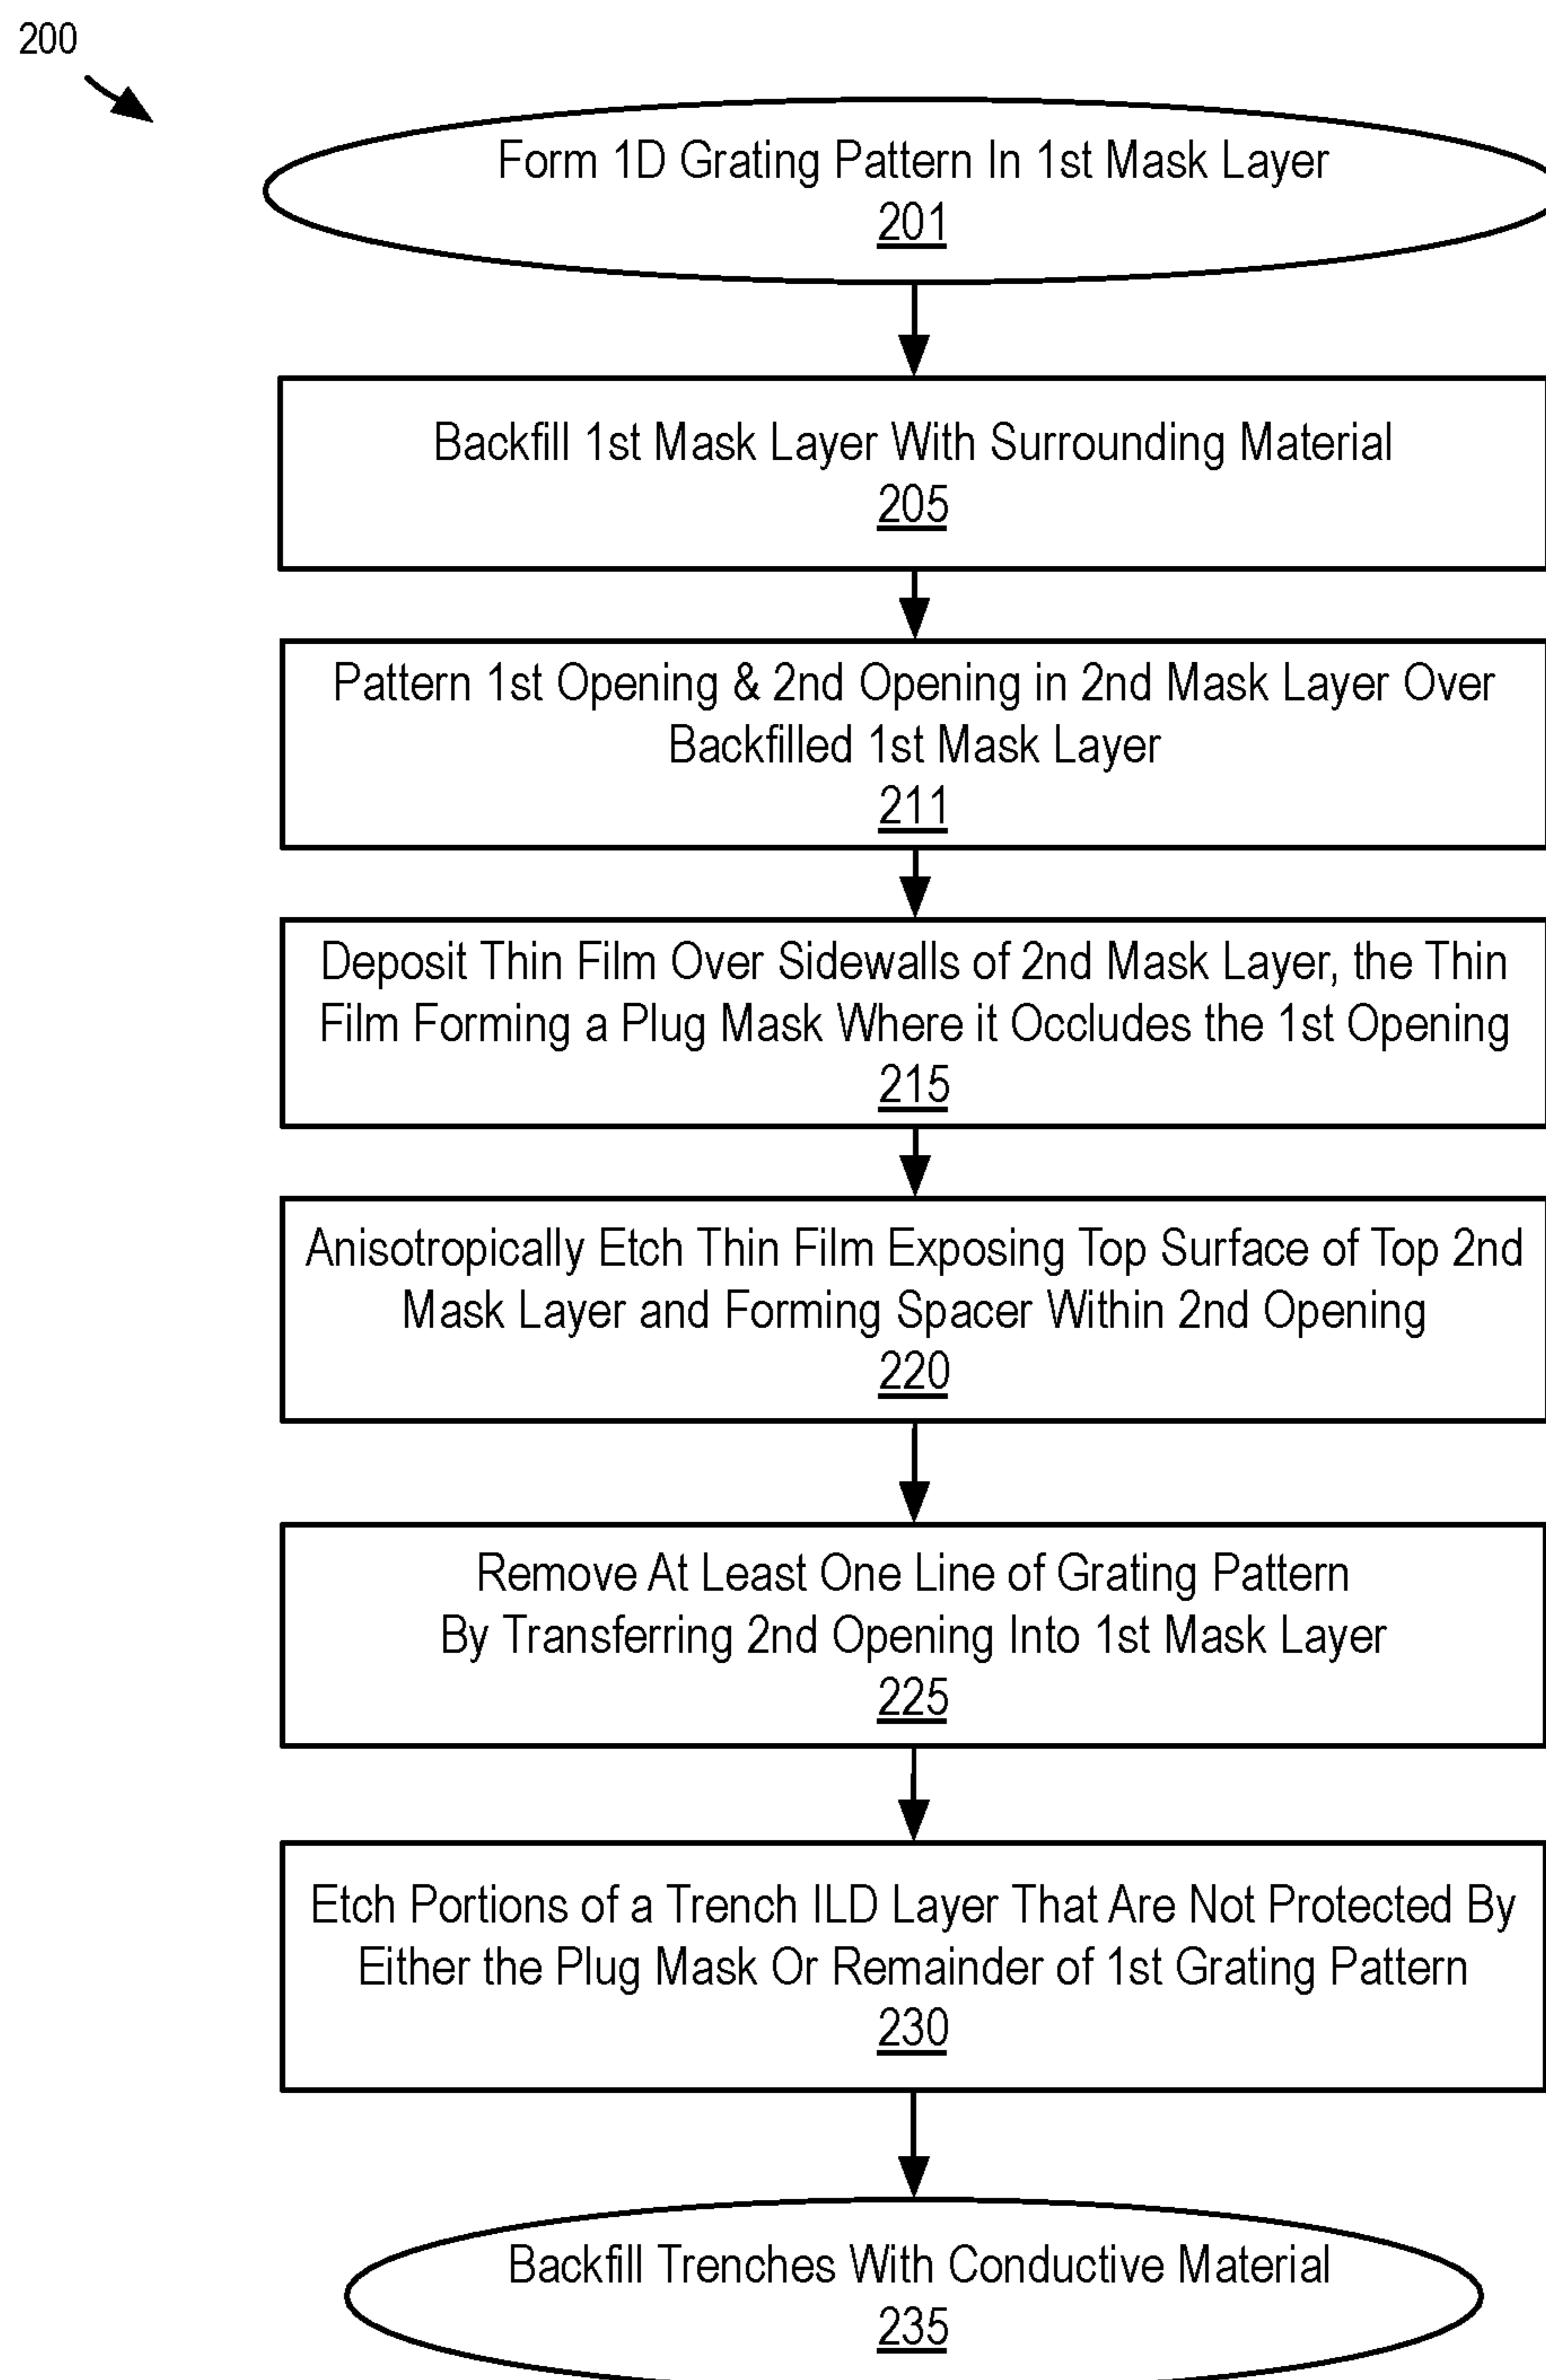 200
Form 1D Grating Pattern In 1st Mask Layer
201
Backfill 1st Mask Layer With Surrounding Material
205
Pattern 1st Opening & 2nd Opening in 2nd Mask Layer Over
Backfilled 1st Mask Layer
211
Deposit Thin Film Over Sidewalls of 2nd Mask Layer, the Thin
Film Forming a Plug Mask Where it Occludes the 1st Opening
215
Anisotropically Etch Thin Film Exposing Top Surface of Top 2nd
Mask Layer and Forming Spacer Within 2nd Opening
220
Remove At Least One Line of Grating Pattern
By Transferring 2nd Opening Into 1st Mask Layer
225
Etch Portions of a Trench ILD Layer That Are Not Protected By
Either the Plug Mask Or Remainder of 1st Grating Pattern
230
Backfill Trenches With Conductive Material
235